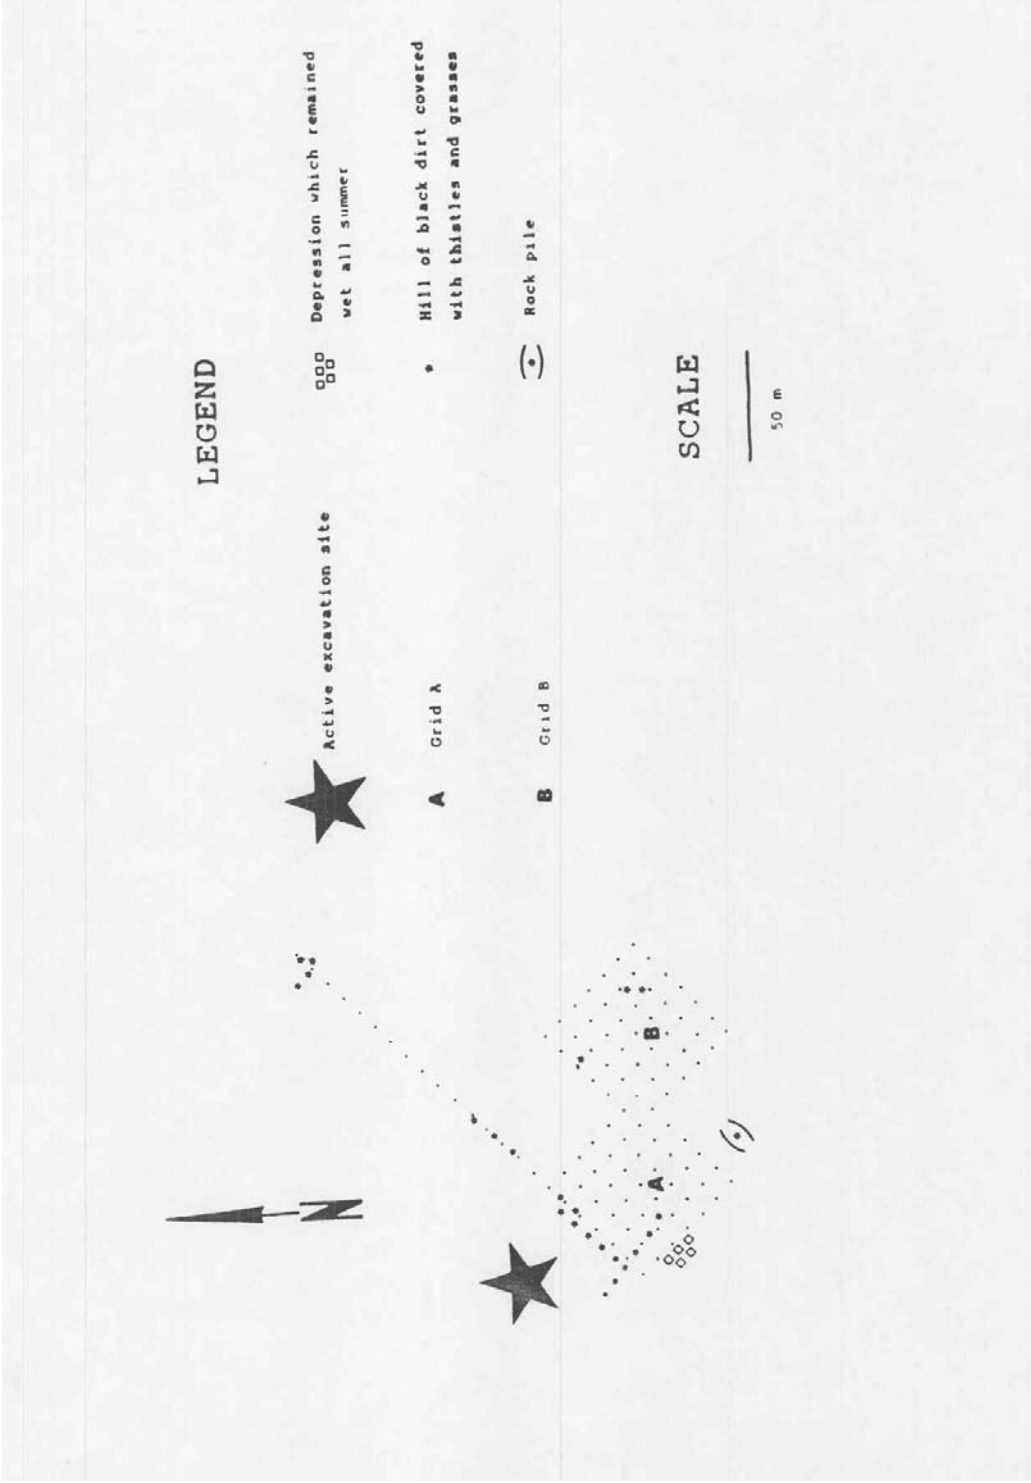 LEGEND
Active excavation site
Depression which remained
wet all summer
A
Grid A
Hill of black dirt covered
with thistles and grasses
B
Grid B
Rock pile
SCALE
50 m
N
A
B